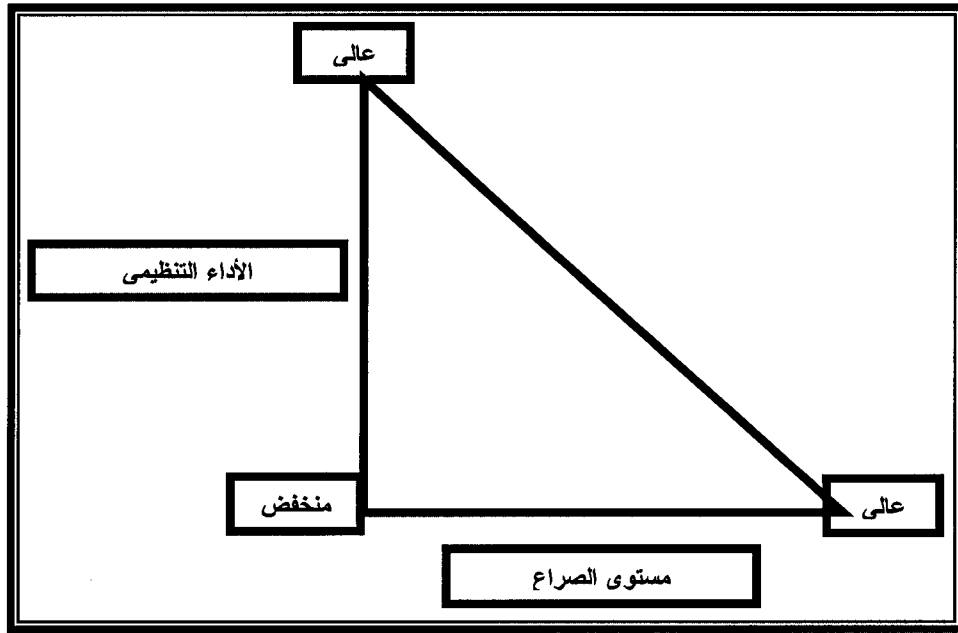 عالى
الأداء التنظيمى
منخفض
عالى
مستوى الصراع